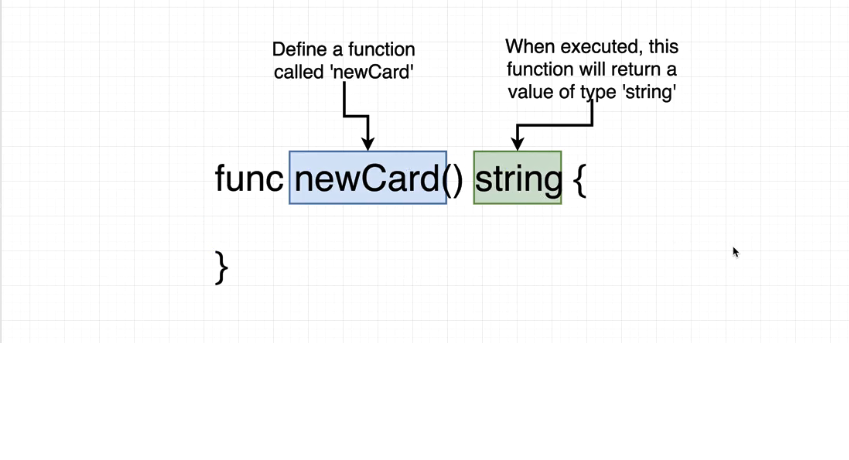 Define a function
called 'newCard'
When executed, this
function will return a
value of type 'string'
func newCard() string {
}